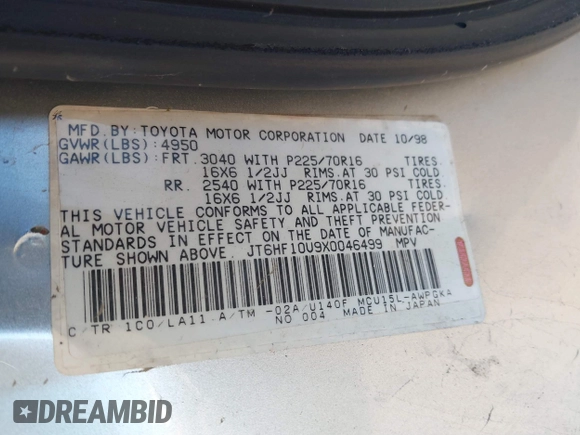 MFD. BY: TOYOTA MOTOR CORPORATION DATE 10/98
GVWR(LBS):4950
GAWR(LBS):FRT. 3040 WITH P225/70R16 TIRES.
16X6 1/2JJ RIMS.AT 30 PSI COLD
RR. 2540 WITH P225/70R16 TIRES.
16X6 1/2JJ RIMS.AT 30 PSI COLD
THIS VEHICLE CONFORMS TO ALL APPLICABLE FEDER-
AL MOTOR VEHICLE SAFETY AND THEFT PREVENTION
STANDARDS IN EFFECT ON THE DATE OF MANUFAC-
TURE SHOWN ABOVE. JT6HF10U9X0046499 MPV
C/TR 1C0/LA11 A/TM -02A/U140F MCU15L-AWPGKA
NO 004 MADE IN JAPAN
DREAMBID